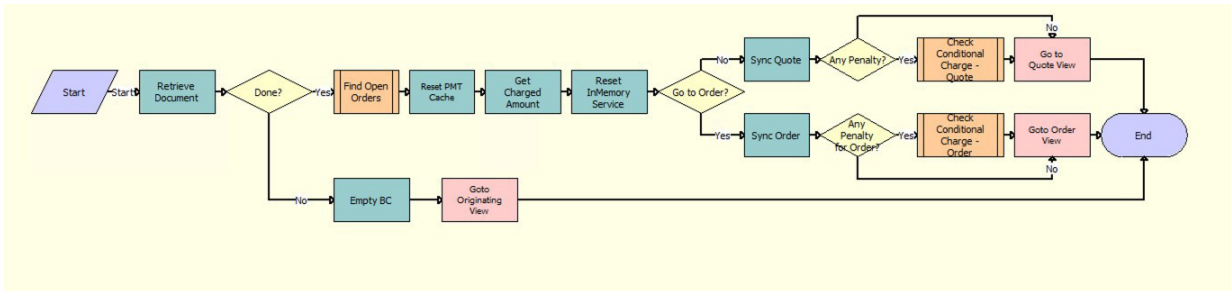 Start
Start
Retrieve
Document
Done?
Yes
Find Open
Orders
Reset PMT
Cache
Get
Charged
Amount
Reset
InMemory
Service
Go to Order?
No
Sync Quote
Any Penalty?
No
Yes
Check
Conditional
Charge -
Quote
Go to
Quote View
Yes
Sync Order
Any
Penalty
for Order?
Yes
Check
Conditional
Charge -
Order
Goto Order
View
No
End
No
Empty BC
Goto
Originating
View